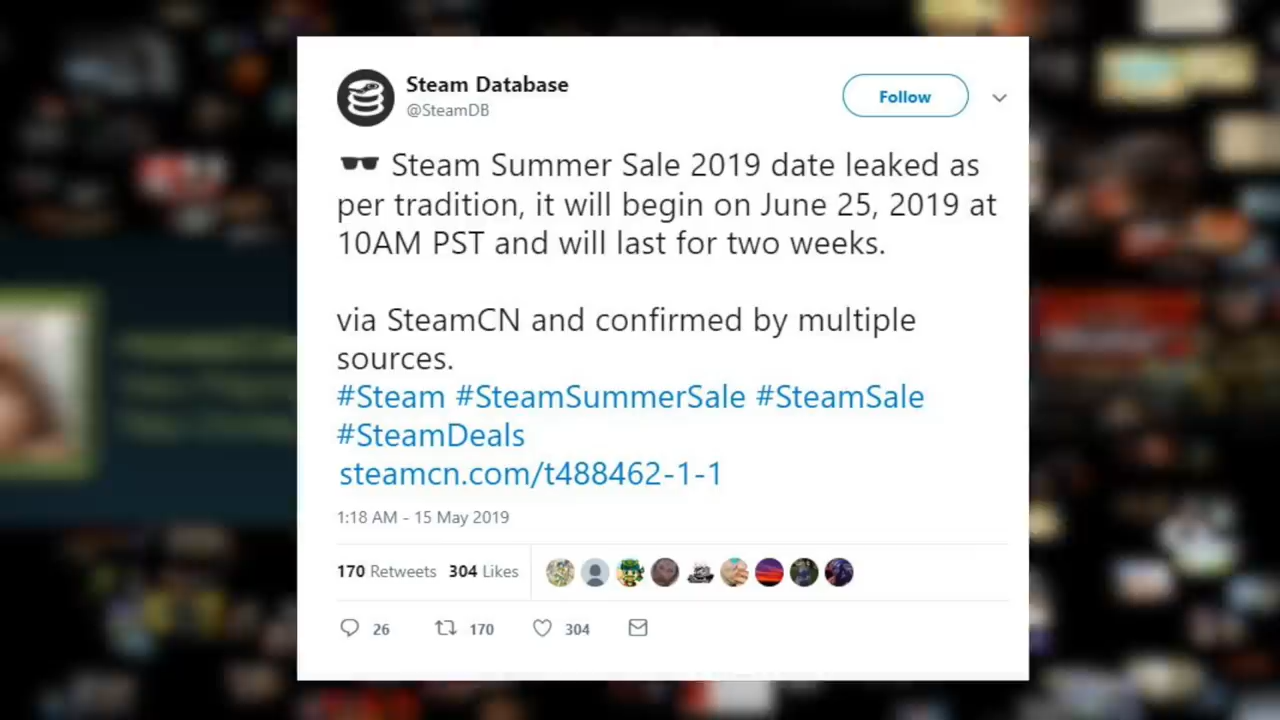 Steam Database
@SteamDB
Follow
🕶 Steam Summer Sale 2019 date leaked as
per tradition, it will begin on June 25, 2019 at
10AM PST and will last for two weeks.
via SteamCN and confirmed by multiple
sources.
#Steam #SteamSummerSale #SteamSale
#SteamDeals
steamcn.com/t488462-1-1
1:18 AM - 15 May 2019
170 Retweets 304 Likes
26 170 304